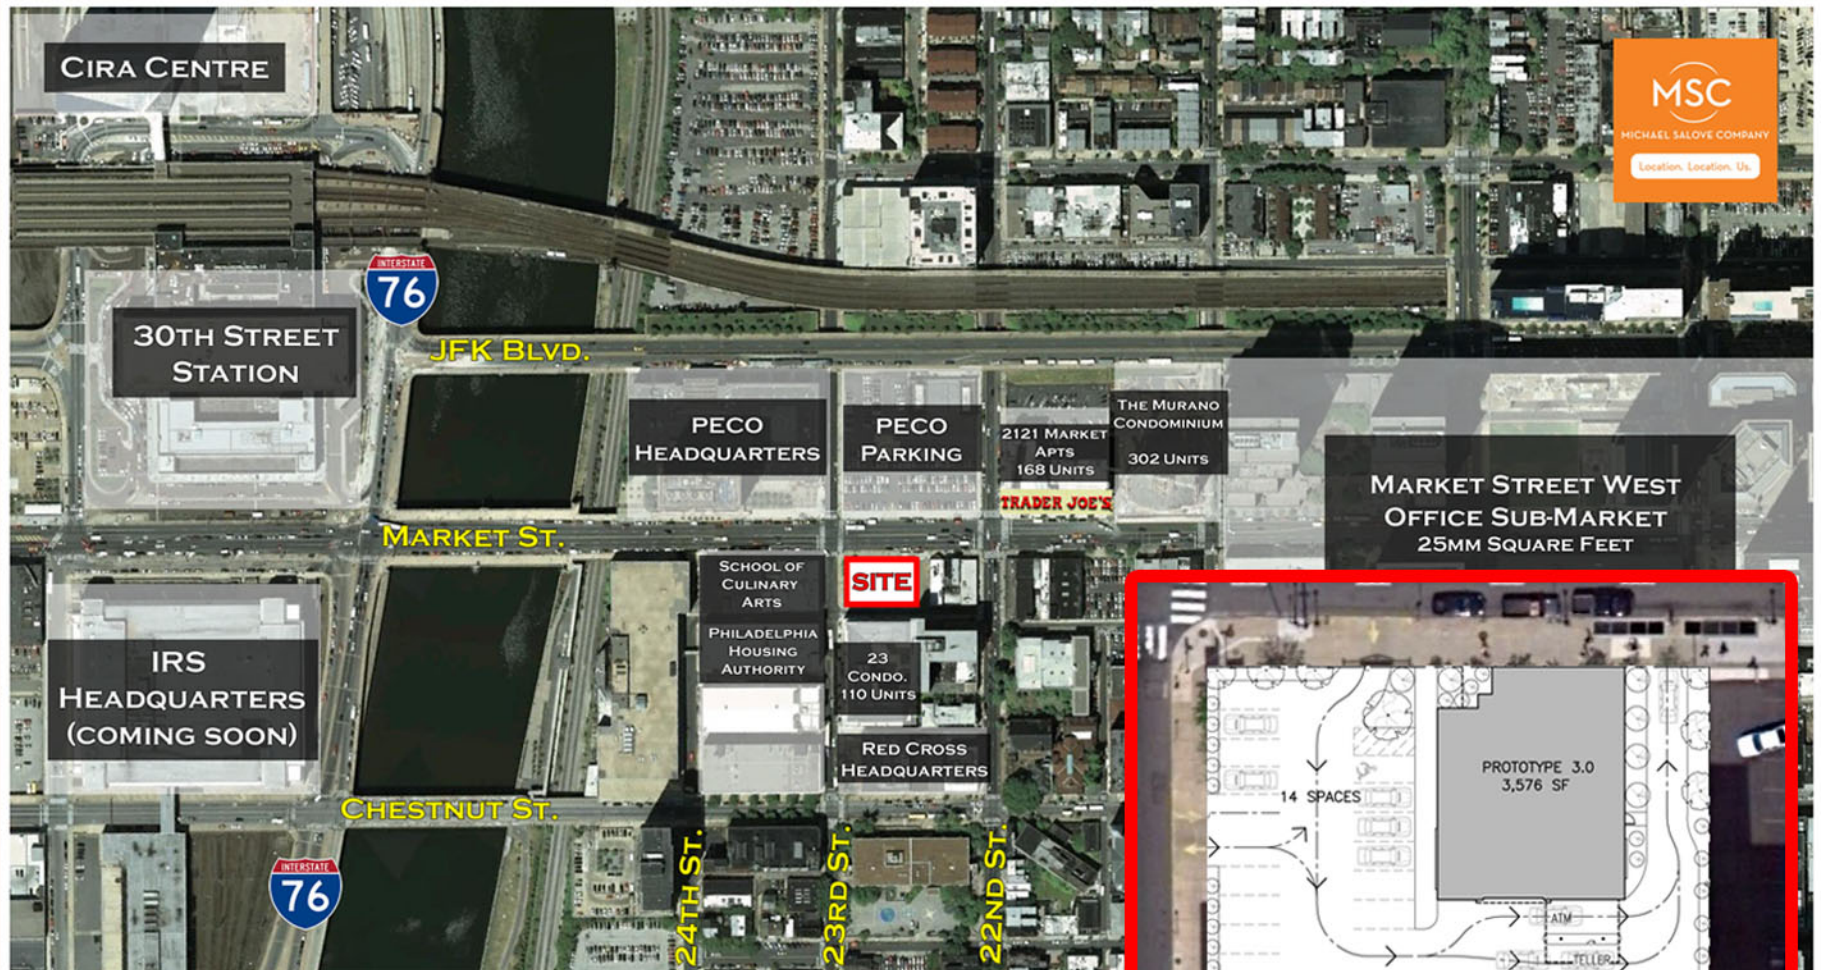 CIRA CENTRE
MSC
MICHAEL SALOVE COMPANY
Location. Location. Us.
INTERSTATE
76
30TH STREET
STATION
JFK BLVD.
PECO
HEADQUARTERS
PECO
PARKING
2121 MARKET
APTS
168 UNITS
TRADER JOE'S
THE MURANO
CONDOMINIUM
302 UNITS
MARKET STREET WEST
OFFICE SUB-MARKET
25MM SQUARE FEET
MARKET ST.
SCHOOL OF
CULINARY
ARTS
SITE
PHILADELPHIA
HOUSING
AUTHORITY
23
CONDO.
110 UNITS
IRS
HEADQUARTERS
(COMING SOON)
RED CROSS
HEADQUARTERS
CHESTNUT ST.
INTERSTATE
76
24TH ST.
23RD ST.
22ND ST.
PROTOTYPE 3.0
3,576 SF
14 SPACES
ATM
TELLER